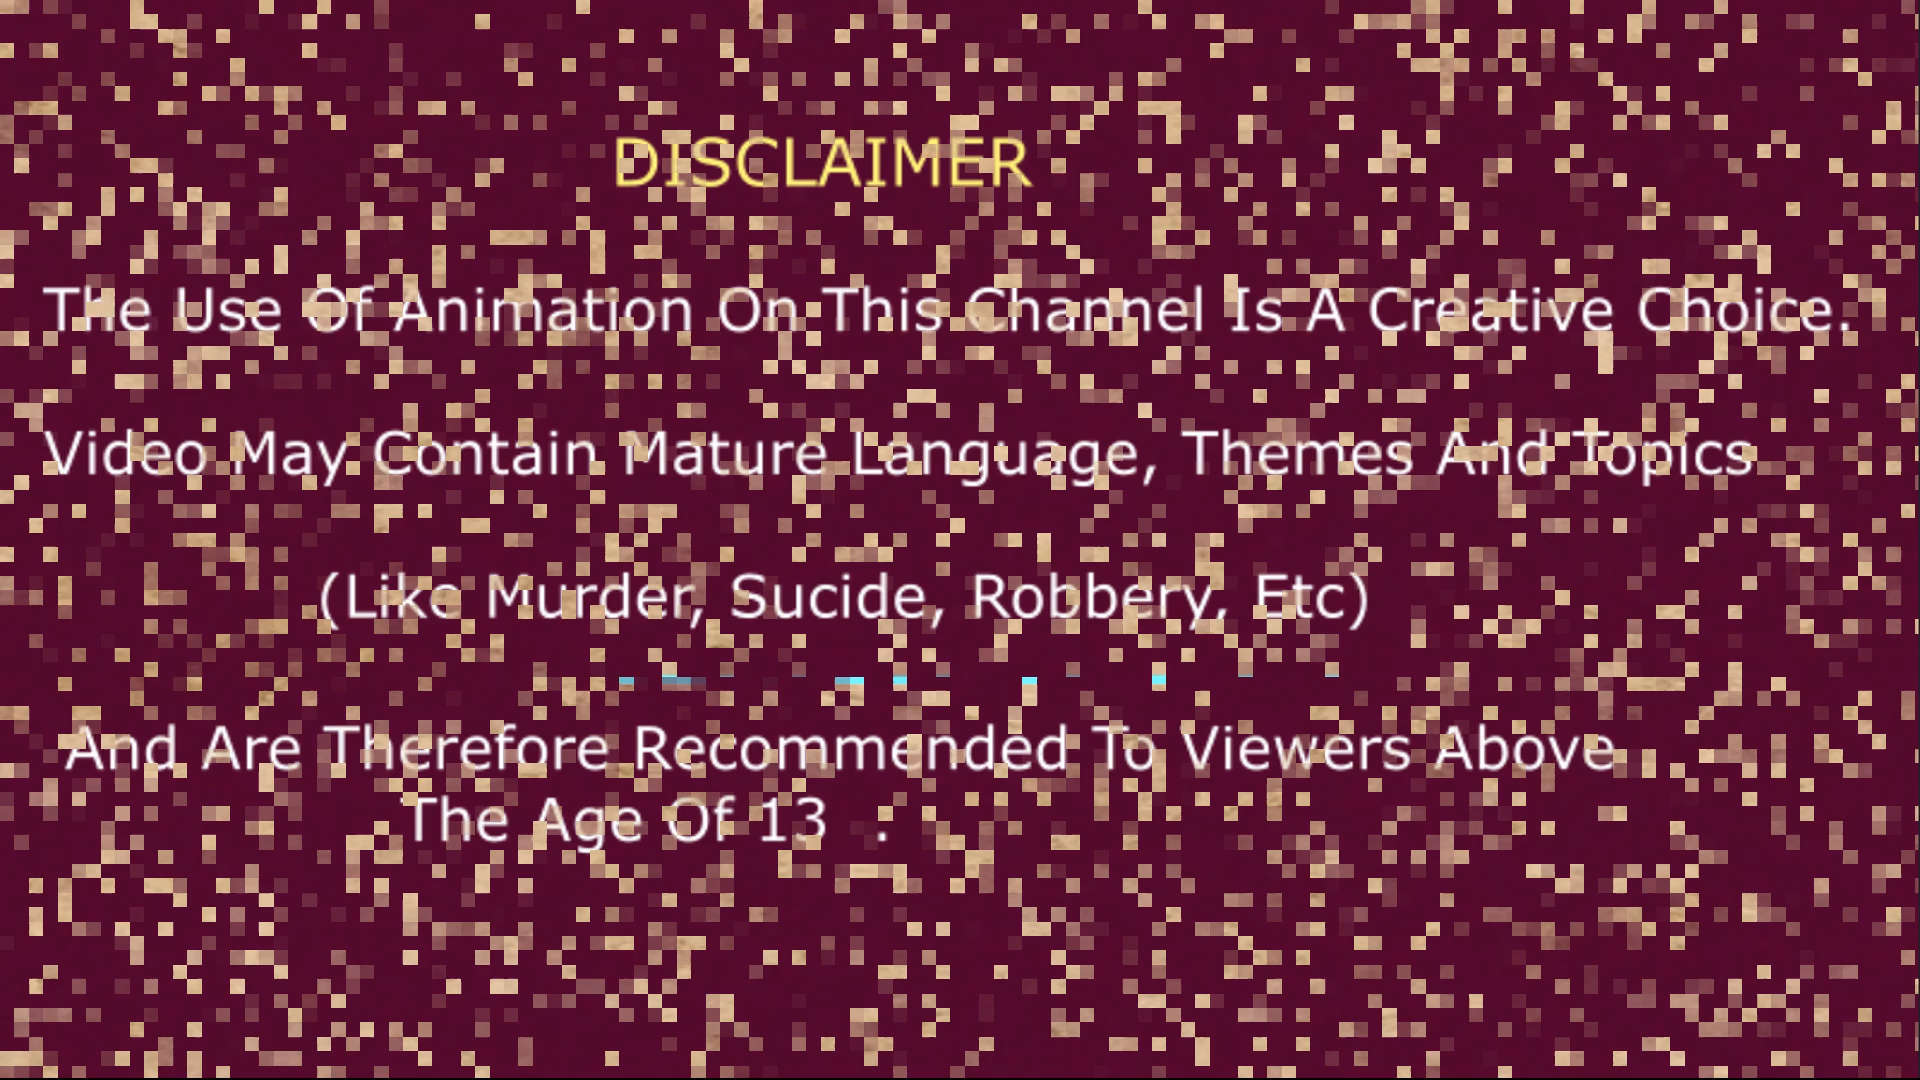 DISCLAIMER
The Use Of Animation On This Channel Is A Creative Choice.
Video May Contain Mature Language, Themes And Topics
(Like Murder, Sucide, Robbery, Etc)
And Are Therefore Recommended To Viewers Above
The Age Of 13 .